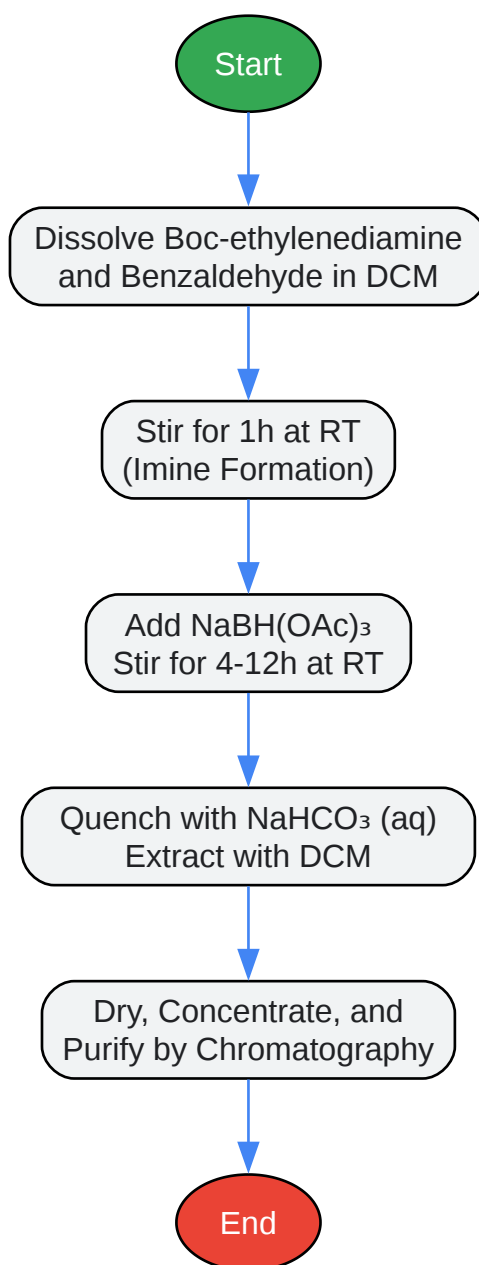 Start
Dissolve Boc-ethylenediamine
and Benzaldehyde in DCM
Stir for 1h at RT
(Imine Formation)
Add NaBH(OAc)₃
Stir for 4-12h at RT
Quench with NaHCO₃ (aq)
Extract with DCM
Dry, Concentrate, and
Purify by Chromatography
End